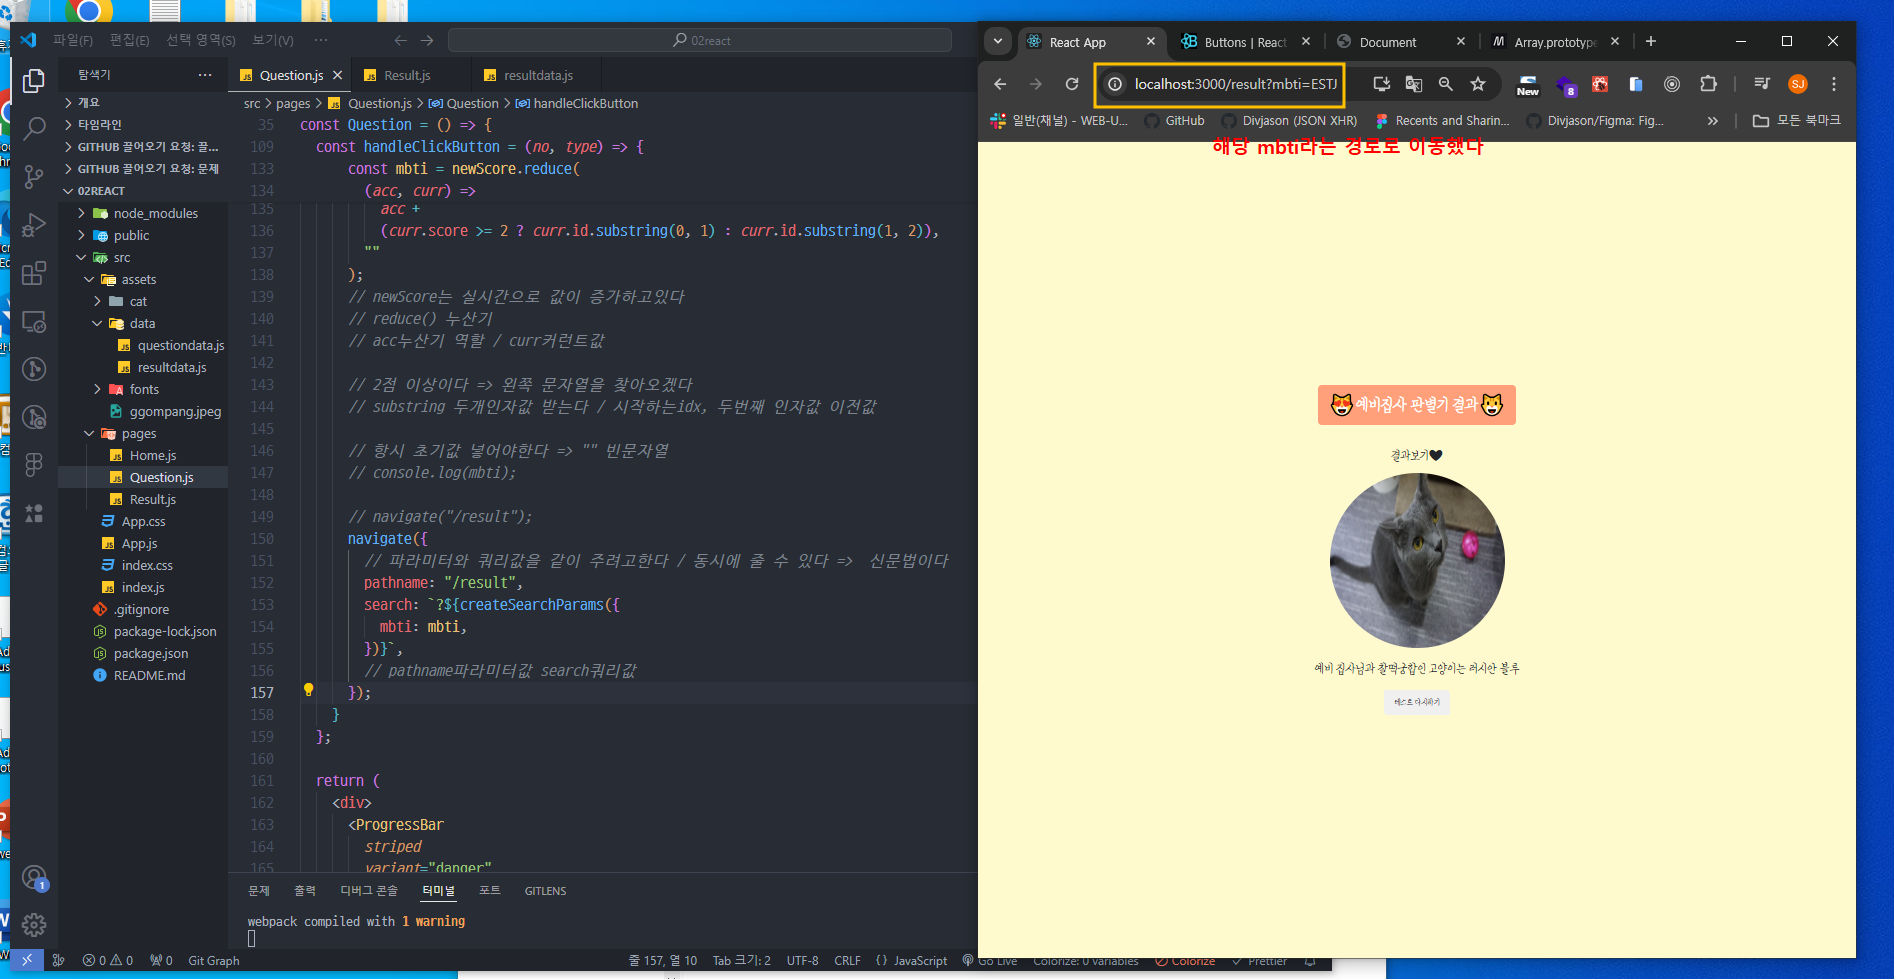 파일(F) 편집(E) 선택 영역(S) 보기(V) ··· 02react
탐색기 ···
개요
타임라인
GITHUB 끌어오기 요청: 끌...
GITHUB 끌어오기 요청: 문제
02REACT
node_modules
public
src
assets
cat
data
questiondata.js
resultdata.js
fonts
ggompang.jpeg
pages
Home.js
Question.js
Result.js
App.css
App.js
index.css
index.js
.gitignore
package-lock.json
package.json
README.md
Question.js Result.js resultdata.js
src > pages > Question.js > Question > handleClickButton
35 const Question = () => {
109 const handleClickButton = (no, type) => {
133 const mbti = newScore.reduce(
134 (acc, curr) =>
135 acc +
136 (curr.score >= 2 ? curr.id.substring(0, 1) : curr.id.substring(1, 2)),
137 ""
138 );
139 // newScore는 실시간으로 값이 증가하고있다
140 // reduce() 누산기
141 // acc누산기 역할 / curr커런트값
142
143 // 2점 이상이다 => 왼쪽 문자열을 찾아오겠다
144 // substring 두개인자값 받는다 / 시작하는idx, 두번째 인자값 이전값
145
146 // 항시 초기값 넣어야한다 => "" 빈문자열
147 // console.log(mbti);
148
149 // navigate("/result");
150 navigate({
151 // 파라미터와 쿼리값을 같이 주려고한다 / 동시에 줄 수 있다 => 신문법이다
152 pathname: "/result",
153 search: `?${createSearchParams({
154 mbti: mbti,
155 })}`,
156 // pathname파라미터값 search쿼리값
157 });
158 }
159 };
160
161 return (
162 <div>
163 <ProgressBar
164 striped
165 variant="danger"
문제 출력 디버그 콘솔 터미널 포트 GITLENS
webpack compiled with 1 warning
1
0 0 0 Git Graph 줄 157, 열 10 Tab 크기: 2 UTF-8 CRLF {} JavaScript Go Live Colorize: 0 variables Colorize Prettier
React App Buttons | React Document Array.prototype
localhost:3000/result?mbti=ESTJ New 8 SJ
일반(채널) - WEB-U... GitHub Divjason (JSON XHR) Recents and Sharin... Divjason/Figma: Fig... » 모든 북마크
해당 mbti라는 경로로 이동했다
😻예비집사 판별기 결과😼
결과보기🖤
예비 집사님과 찰떡궁합인 고양이는 러시안 블루
테스트 다시하기